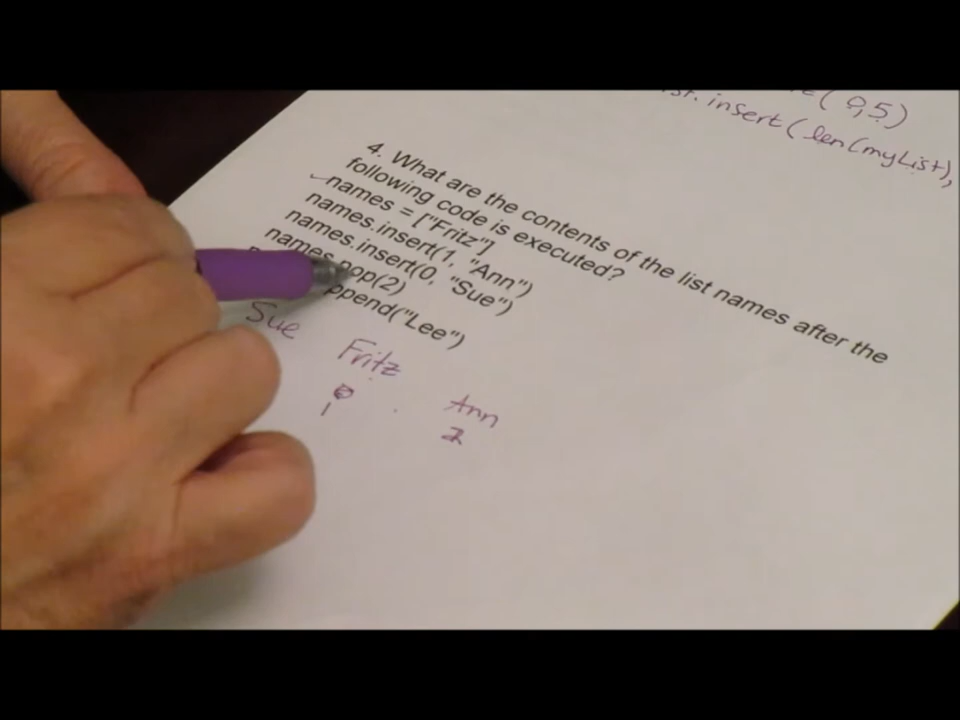 (0,5)
insert(len(myList),
4. What are the contents of the list names after the
following code is executed?
names = ["Fritz"]
names.insert(1, "Ann")
names.insert(0, "Sue")
names.pop(2)
ppend("Lee")
Sue Fritz Ann
1 2